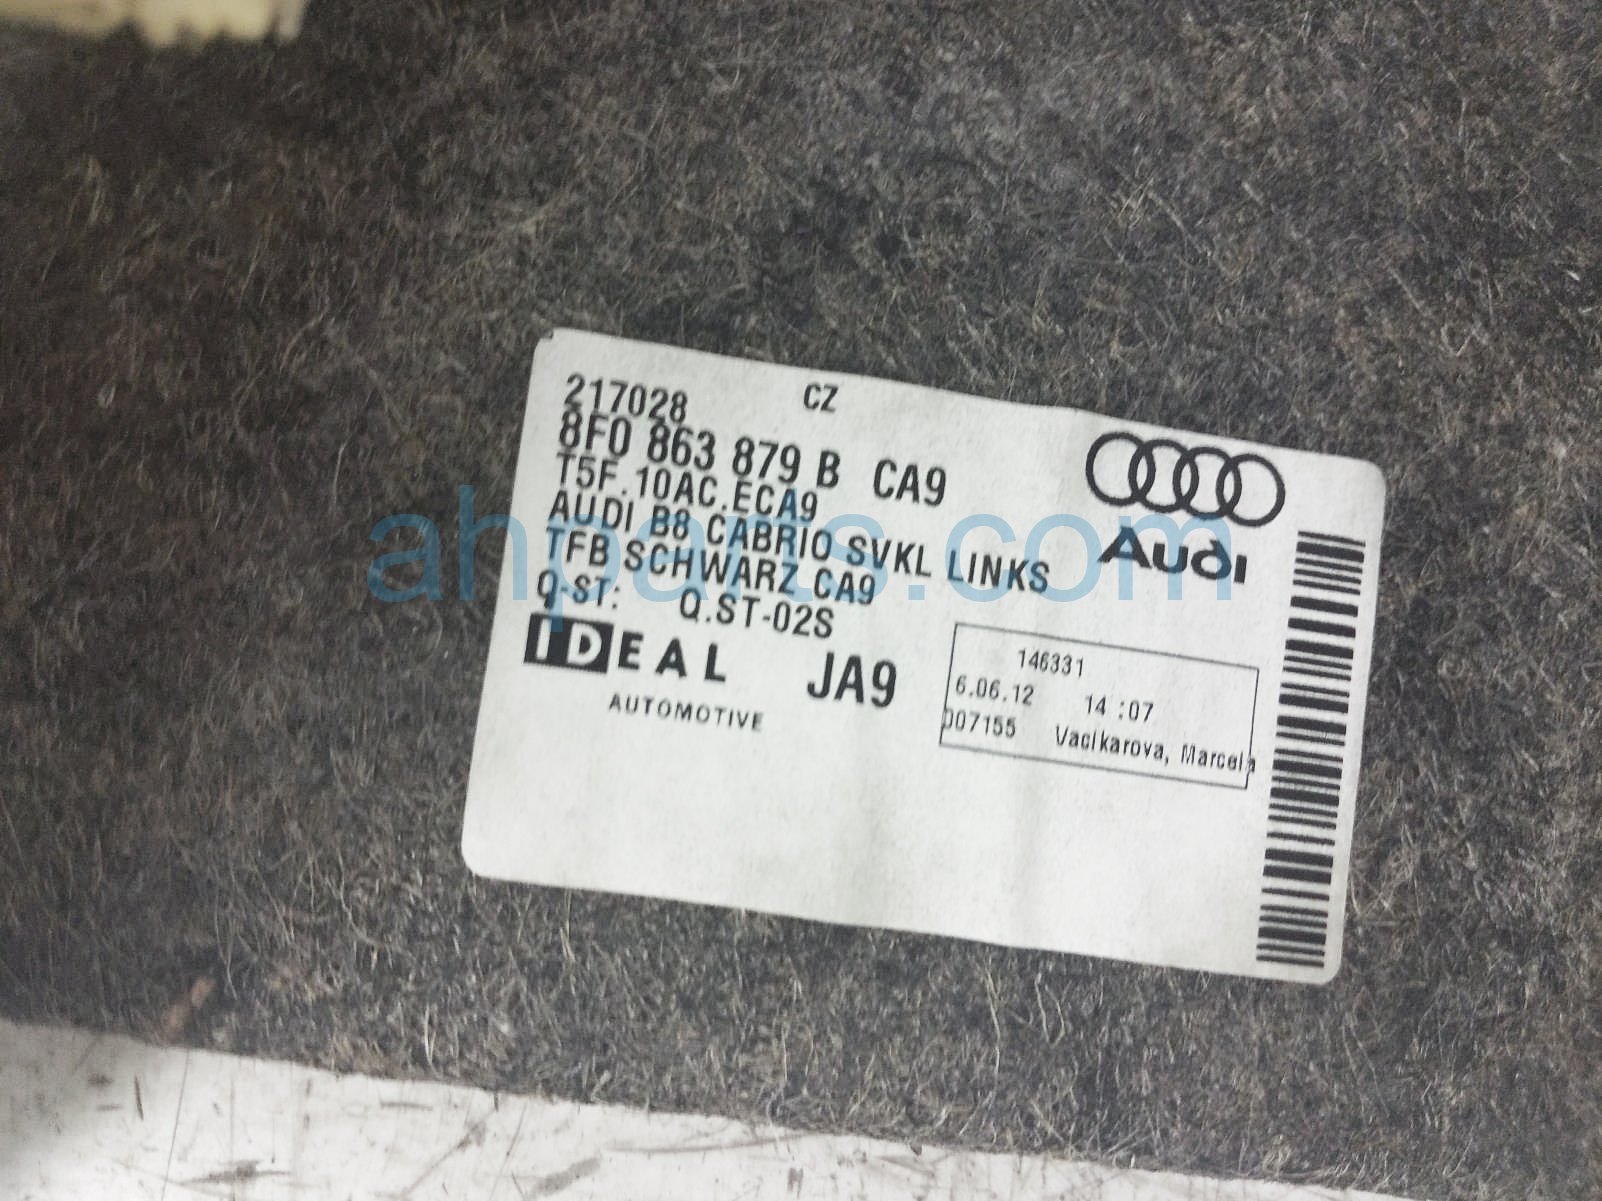 217028 CZ
8F0 863 879 B CA9
T5F.10AC.ECA9
AUDI B8 CABRIO SVKL LINKS
TFB SCHWARZ CA9
Q-ST: Q.ST-02S
IDEAL JA9
AUTOMOTIVE
Audi
146331
6.06.12 14:07
007155 Vacikarova, Marcela
ahparts.com